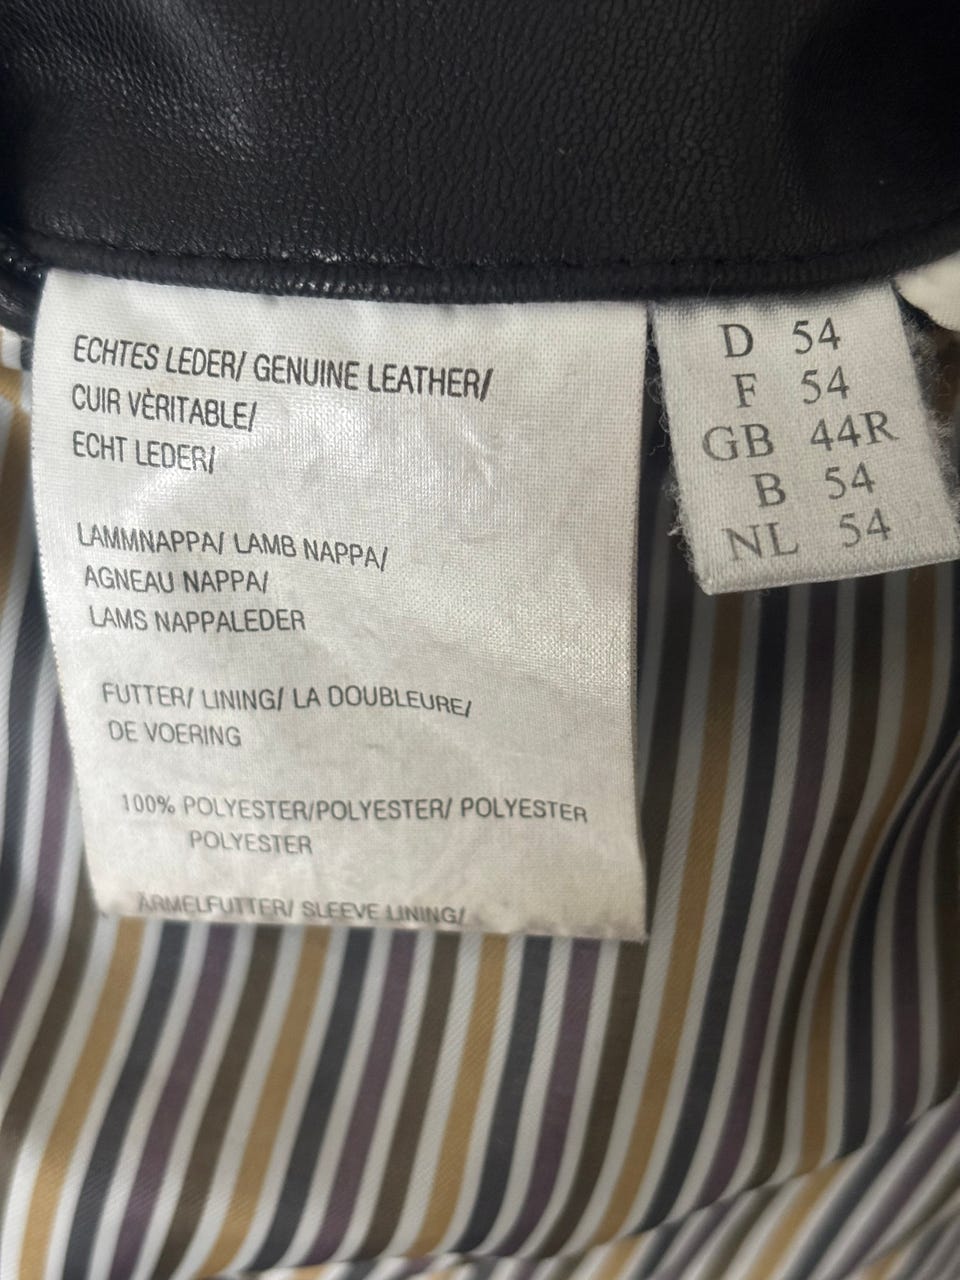 ECHTES LEDER/ GENUINE LEATHER/
CUIR VÈRITABLE/
ECHT LEDER/
LAMMNAPPA/ LAMB NAPPA/
AGNEAU NAPPA/
LAMS NAPPALEDER
FUTTER/ LINING/ LA DOUBLEURE/
DE VOERING
100% POLYESTER/POLYESTER/ POLYESTER
POLYESTER
ÄRMELFUTTER/ SLEEVE LINING/
D 54
F 54
GB 44R
B 54
NL 54